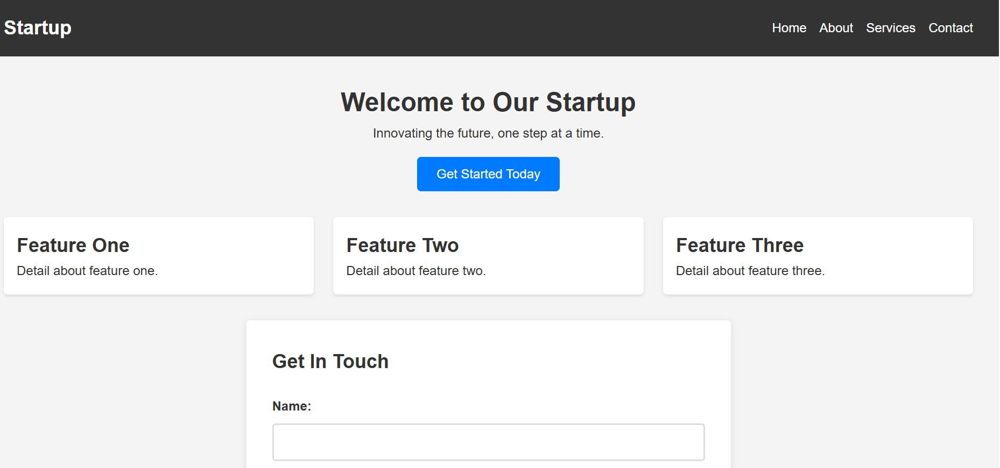 Startup
Home About Services Contact
Welcome to Our Startup
Innovating the future, one step at a time.
Get Started Today
Feature One
Detail about feature one.
Feature Two
Detail about feature two.
Feature Three
Detail about feature three.
Get In Touch
Name: